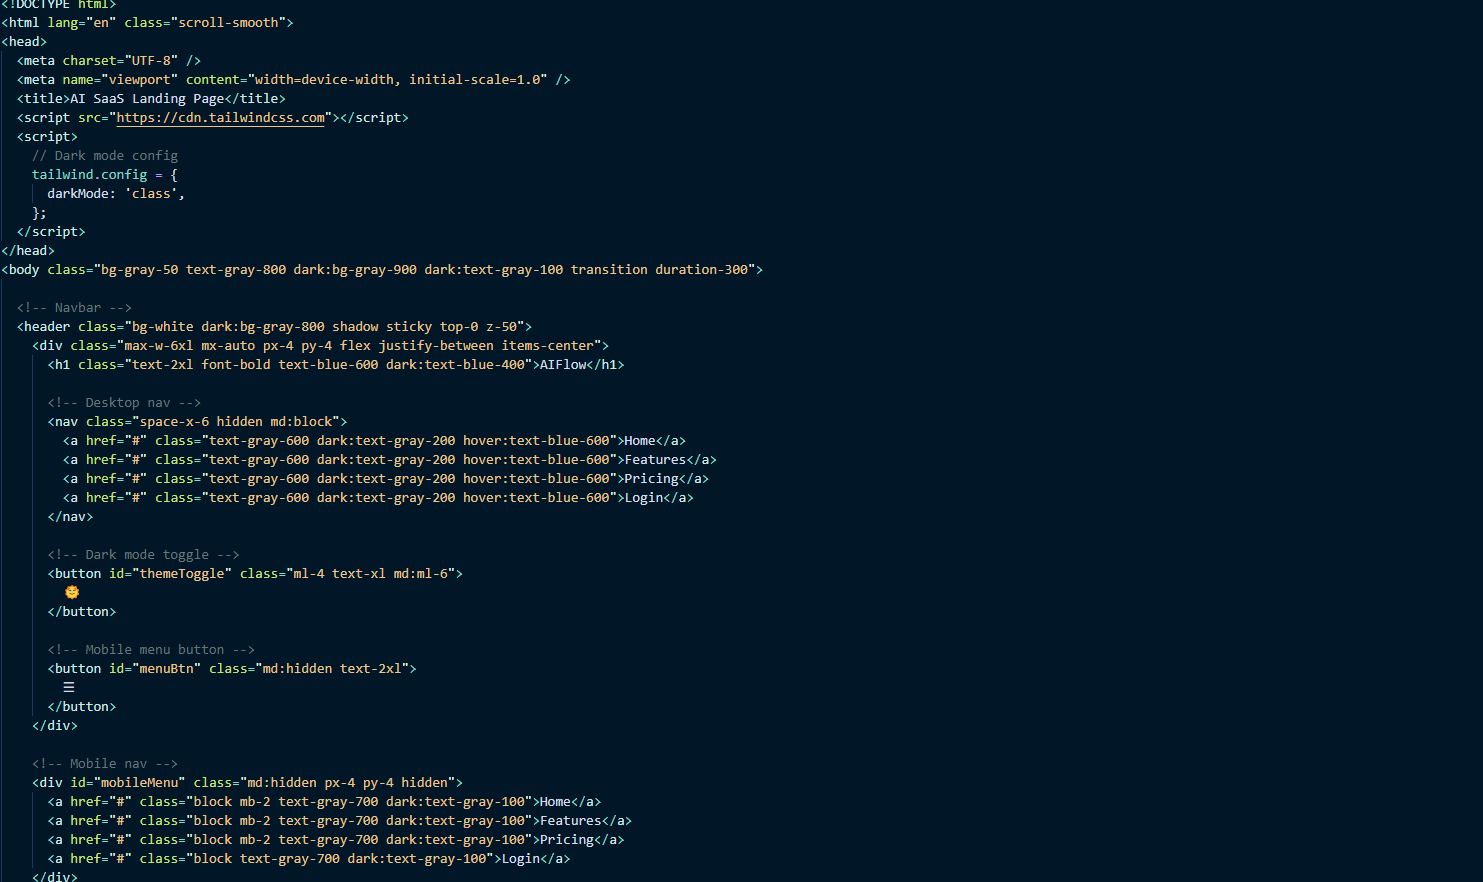 <!DOCTYPE html>
<html lang="en" class="scroll-smooth">
<head>
  <meta charset="UTF-8" />
  <meta name="viewport" content="width=device-width, initial-scale=1.0" />
  <title>AI SaaS Landing Page</title>
  <script src="https://cdn.tailwindcss.com"></script>
  <script>
    // Dark mode config
    tailwind.config = {
      darkMode: 'class',
    };
  </script>
</head>
<body class="bg-gray-50 text-gray-800 dark:bg-gray-900 dark:text-gray-100 transition duration-300">

  <!-- Navbar -->
  <header class="bg-white dark:bg-gray-800 shadow sticky top-0 z-50">
    <div class="max-w-6xl mx-auto px-4 py-4 flex justify-between items-center">
      <h1 class="text-2xl font-bold text-blue-600 dark:text-blue-400">AIFlow</h1>

      <!-- Desktop nav -->
      <nav class="space-x-6 hidden md:block">
        <a href="#" class="text-gray-600 dark:text-gray-200 hover:text-blue-600">Home</a>
        <a href="#" class="text-gray-600 dark:text-gray-200 hover:text-blue-600">Features</a>
        <a href="#" class="text-gray-600 dark:text-gray-200 hover:text-blue-600">Pricing</a>
        <a href="#" class="text-gray-600 dark:text-gray-200 hover:text-blue-600">Login</a>
      </nav>

      <!-- Dark mode toggle -->
      <button id="themeToggle" class="ml-4 text-xl md:ml-6">
        🌞
      </button>

      <!-- Mobile menu button -->
      <button id="menuBtn" class="md:hidden text-2xl">
        ☰
      </button>
    </div>

    <!-- Mobile nav -->
    <div id="mobileMenu" class="md:hidden px-4 py-4 hidden">
      <a href="#" class="block mb-2 text-gray-700 dark:text-gray-100">Home</a>
      <a href="#" class="block mb-2 text-gray-700 dark:text-gray-100">Features</a>
      <a href="#" class="block mb-2 text-gray-700 dark:text-gray-100">Pricing</a>
      <a href="#" class="block text-gray-700 dark:text-gray-100">Login</a>
    </div>